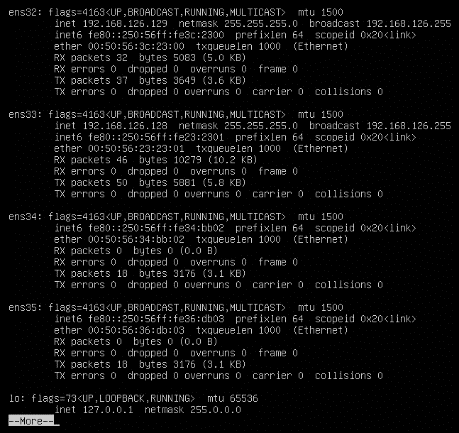 ens32: flags=4163<UP,BROADCAST,RUNNING,MULTICAST>  mtu 1500
        inet 192.168.126.129  netmask 255.255.255.0  broadcast 192.168.126.255
        inet6 fe80::250:56ff:fe3c:2300  prefixlen 64  scopeid 0x20<link>
        ether 00:50:56:3c:23:00  txqueuelen 1000  (Ethernet)
        RX packets 32  bytes 5083 (5.0 KB)
        RX errors 0  dropped 0  overruns 0  frame 0
        TX packets 37  bytes 3649 (3.6 KB)
        TX errors 0  dropped 0 overruns 0  carrier 0  collisions 0

ens33: flags=4163<UP,BROADCAST,RUNNING,MULTICAST>  mtu 1500
        inet 192.168.126.128  netmask 255.255.255.0  broadcast 192.168.126.255
        inet6 fe80::250:56ff:fe23:2301  prefixlen 64  scopeid 0x20<link>
        ether 00:50:56:23:23:01  txqueuelen 1000  (Ethernet)
        RX packets 46  bytes 10279 (10.2 KB)
        RX errors 0  dropped 0  overruns 0  frame 0
        TX packets 50  bytes 5881 (5.8 KB)
        TX errors 0  dropped 0 overruns 0  carrier 0  collisions 0

ens34: flags=4163<UP,BROADCAST,RUNNING,MULTICAST>  mtu 1500
        inet6 fe80::250:56ff:fe34:bb02  prefixlen 64  scopeid 0x20<link>
        ether 00:50:56:34:bb:02  txqueuelen 1000  (Ethernet)
        RX packets 0  bytes 0 (0.0 B)
        RX errors 0  dropped 0  overruns 0  frame 0
        TX packets 18  bytes 3176 (3.1 KB)
        TX errors 0  dropped 0 overruns 0  carrier 0  collisions 0

ens35: flags=4163<UP,BROADCAST,RUNNING,MULTICAST>  mtu 1500
        inet6 fe80::250:56ff:fe36:db03  prefixlen 64  scopeid 0x20<link>
        ether 00:50:56:36:db:03  txqueuelen 1000  (Ethernet)
        RX packets 0  bytes 0 (0.0 B)
        RX errors 0  dropped 0  overruns 0  frame 0
        TX packets 18  bytes 3176 (3.1 KB)
        TX errors 0  dropped 0 overruns 0  carrier 0  collisions 0

lo: flags=73<UP,LOOPBACK,RUNNING>  mtu 65536
        inet 127.0.0.1  netmask 255.0.0.0
--More--